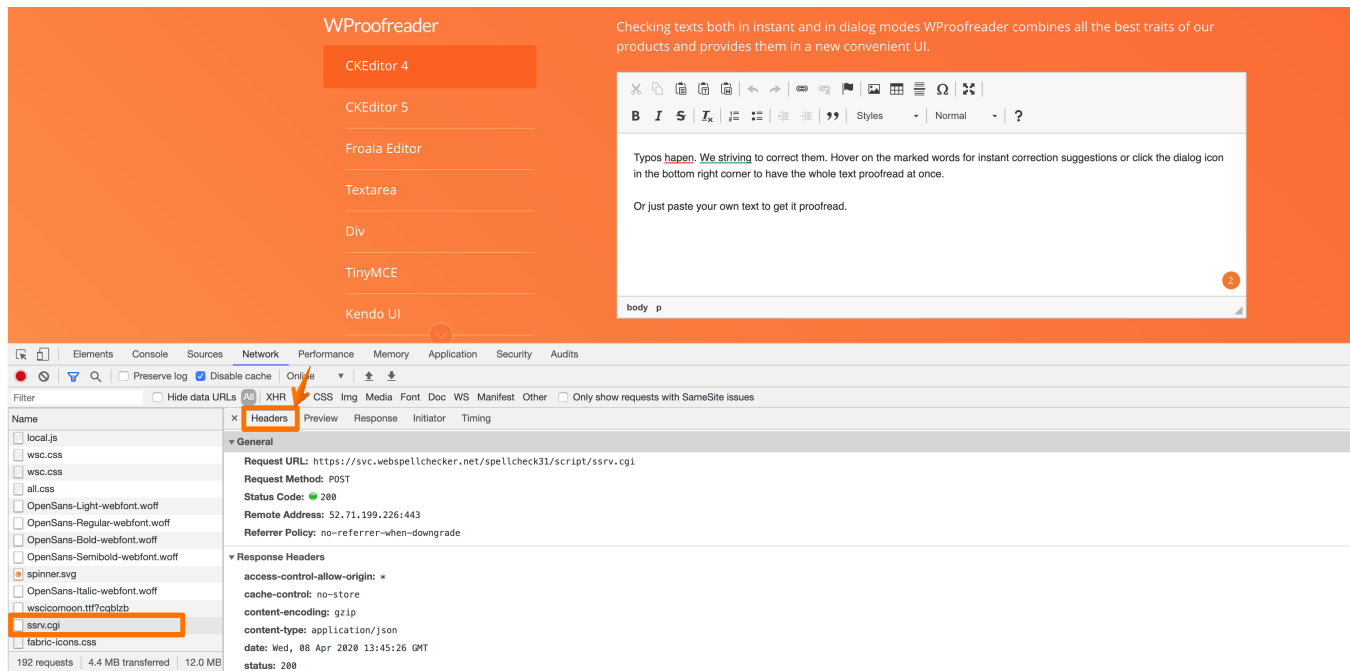 WProofreader
Checking texts both in instant and in dialog modes WProofreader combines all the best traits of our
products and provides them in a new convenient UI.
CKEditor 4
CKEditor 5
Froala Editor
Textarea
Div
TinyMCE
Kendo UI
B I S Ix Styles Normal ?
Typos hapen. We striving to correct them. Hover on the marked words for instant correction suggestions or click the dialog icon
in the bottom right corner to have the whole text proofread at once.
Or just paste your own text to get it proofread.
2
body p
Elements Console Sources Network Performance Memory Application Security Audits
Preserve log Disable cache Online
Filter Hide data URLs All XHR CSS Img Media Font Doc WS Manifest Other Only show requests with SameSite issues
Name
× Headers Preview Response Initiator Timing
local.js
wsc.css
wsc.css
all.css
OpenSans-Light-webfont.woff
OpenSans-Regular-webfont.woff
OpenSans-Bold-webfont.woff
OpenSans-Semibold-webfont.woff
spinner.svg
OpenSans-Italic-webfont.woff
wscicomoon.ttf?cqblzb
ssrv.cgi
fabric-icons.css
192 requests 4.4 MB transferred 12.0 MB
General
Request URL: https://svc.webspellchecker.net/spellcheck31/script/ssrv.cgi
Request Method: POST
Status Code: 200
Remote Address: 52.71.199.226:443
Referrer Policy: no-referrer-when-downgrade
Response Headers
access-control-allow-origin: *
cache-control: no-store
content-encoding: gzip
content-type: application/json
date: Wed, 08 Apr 2020 13:45:26 GMT
status: 200